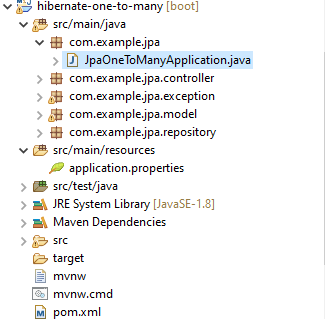 hibernate-one-to-many [boot]
src/main/java
com.example.jpa
JpaOneToManyApplication.java
com.example.jpa.controller
com.example.jpa.exception
com.example.jpa.model
com.example.jpa.repository
src/main/resources
application.properties
src/test/java
JRE System Library [JavaSE-1.8]
Maven Dependencies
src
target
mvnw
mvnw.cmd
pom.xml